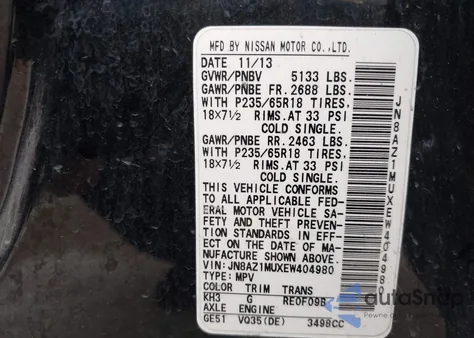 MFD BY NISSAN MOTOR CO.,LTD.
DATE 11/13
GVWR/PNBV 5133 LBS.
GAWR/PNBE FR. 2688 LBS.
WITH P235/65R18 TIRES,
18x7½ RIMS.AT 33 PSI
COLD SINGLE.
GAWR/PNBE RR. 2463 LBS.
WITH P235/65R18 TIRES,
18x7½ RIMS.AT 33 PSI
COLD SINGLE.
THIS VEHICLE CONFORMS
TO ALL APPLICABLE FED-
ERAL MOTOR VEHICLE SA-
FETY AND THEFT PREVEN-
TION STANDARDS IN EFF-
ECT ON THE DATE OF MA-
NUFACTURE SHOWN ABOVE
VIN: JN8AZ1MUXEW404980
TYPE: MPV
COLOR TRIM TRANS
KH3 G RE0F09B
AXLE ENGINE
GE51 VQ35(DE) 3498CC
JN8AZ1MUXEW404980
autoSnap